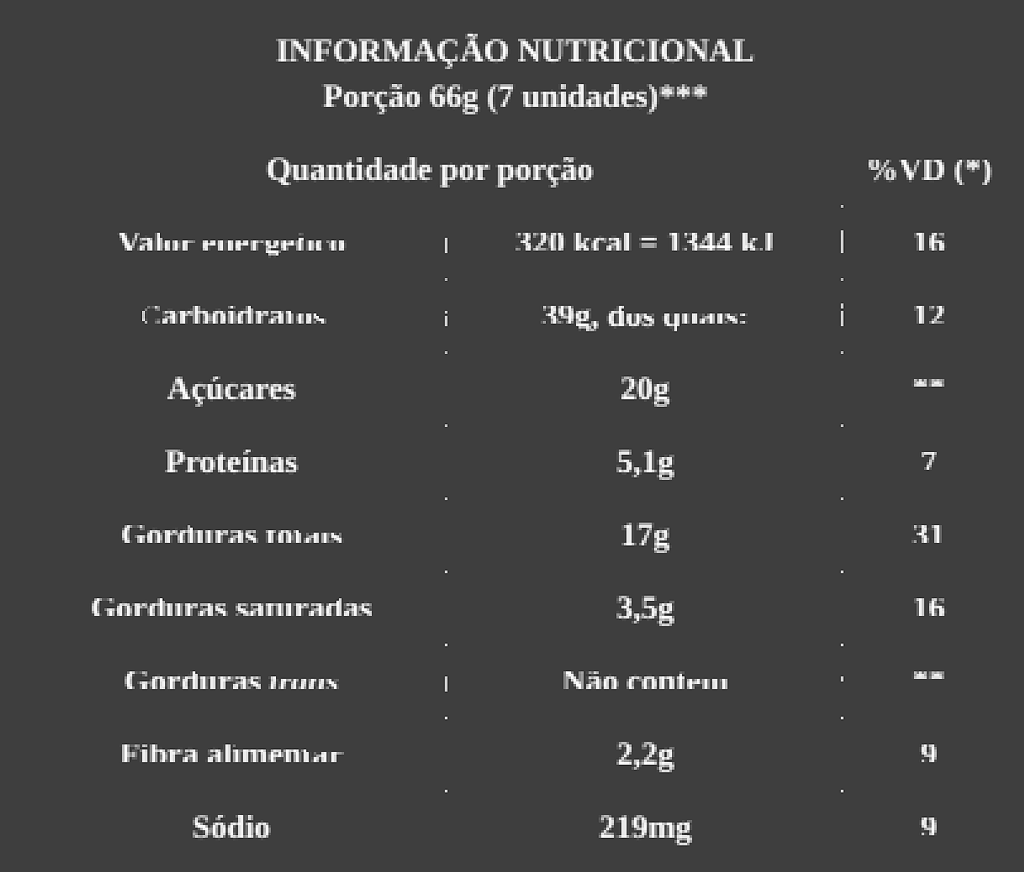 INFORMAÇÃO NUTRICIONAL
Porção 66g (7 unidades)***
Quantidade por porção %VD (*)
Valor energético 320 kcal = 1344 kJ 16
Carboidratos 39g, dos quais: 12
Açúcares 20g **
Proteínas 5,1g 7
Gorduras totais 17g 31
Gorduras saturadas 3,5g 16
Gorduras trans Não contém **
Fibra alimentar 2,2g 9
Sódio 219mg 9